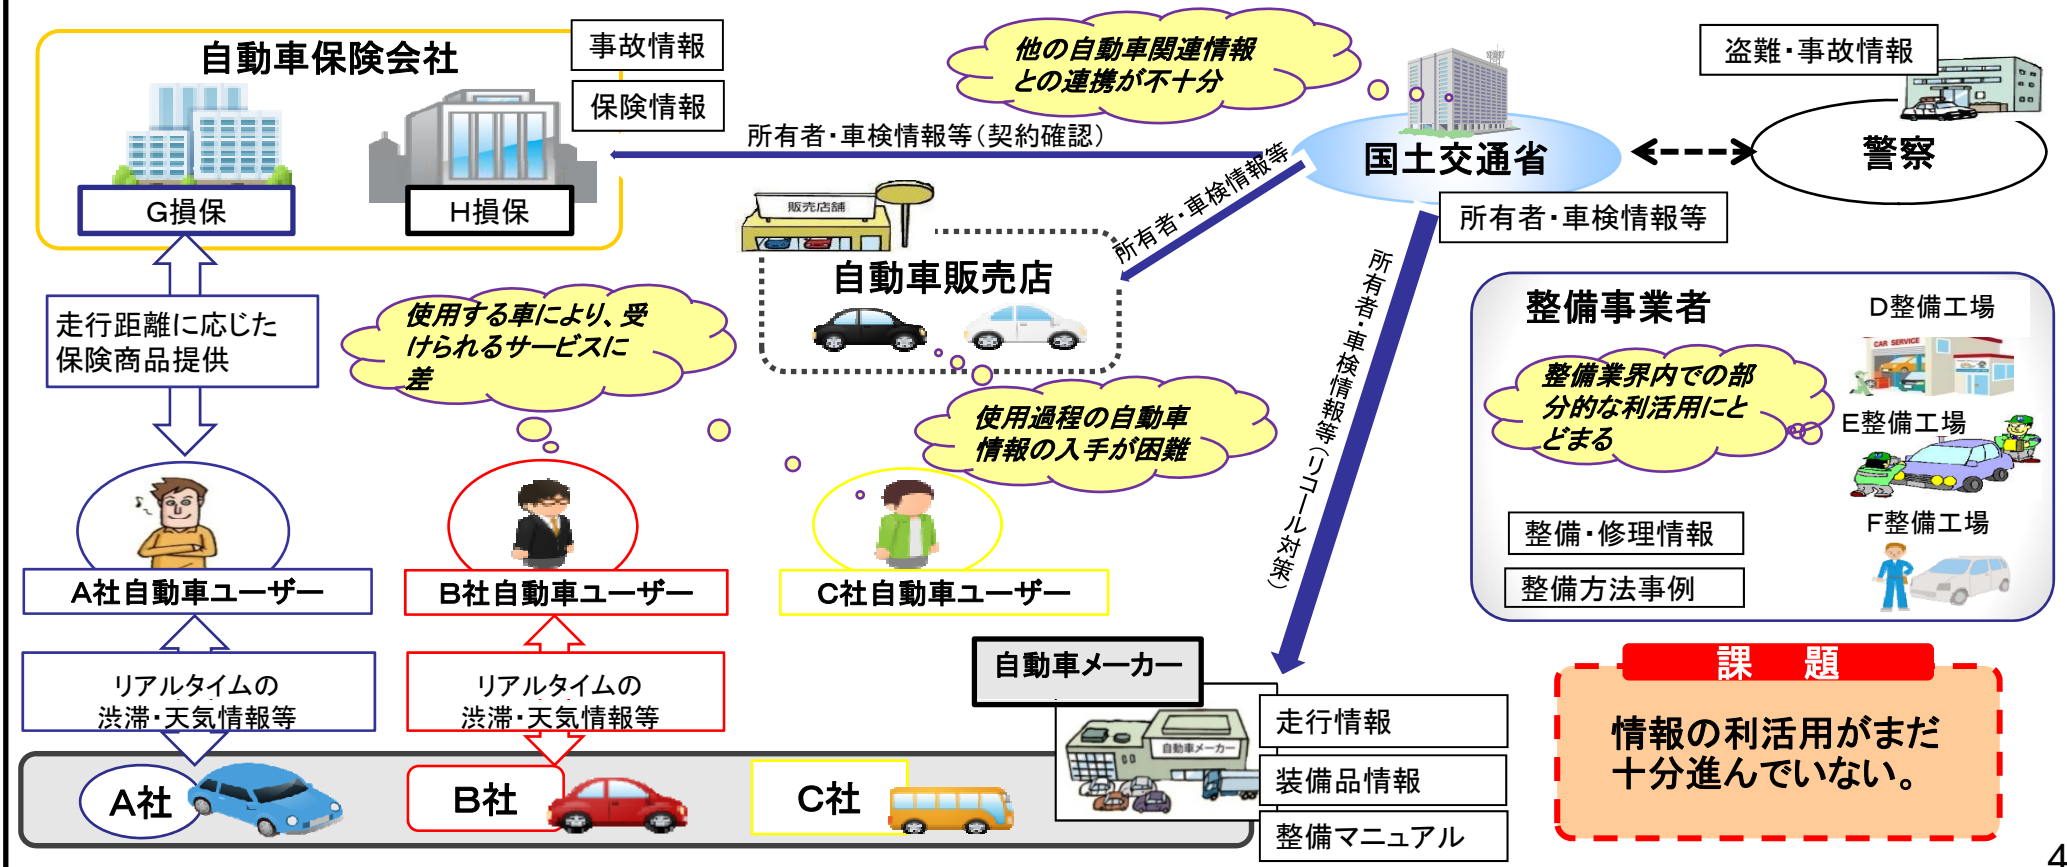 自動車保険会社
事故情報
保険情報
G損保
H損保
他の自動車関連情報
との連携が不十分
国土交通省
所有者・車検情報等
盗難・事故情報
警察
所有者・車検情報等（契約確認）
所有者・車検情報等
所有者・車検情報等（リコール対策）
販売店舗
自動車販売店
走行距離に応じた
保険商品提供
使用する車により、受
けられるサービスに
差
使用過程の自動車
情報の入手が困難
整備事業者
D整備工場
CAR SERVICE
整備業界内での部
分的な利活用にと
どまる
E整備工場
F整備工場
整備・修理情報
整備方法事例
A社自動車ユーザー
B社自動車ユーザー
C社自動車ユーザー
リアルタイムの
渋滞・天気情報等
リアルタイムの
渋滞・天気情報等
自動車メーカー
自動車メーカー
走行情報
装備品情報
整備マニュアル
A社
B社
C社
課 題
情報の利活用がまだ
十分進んでいない。
4